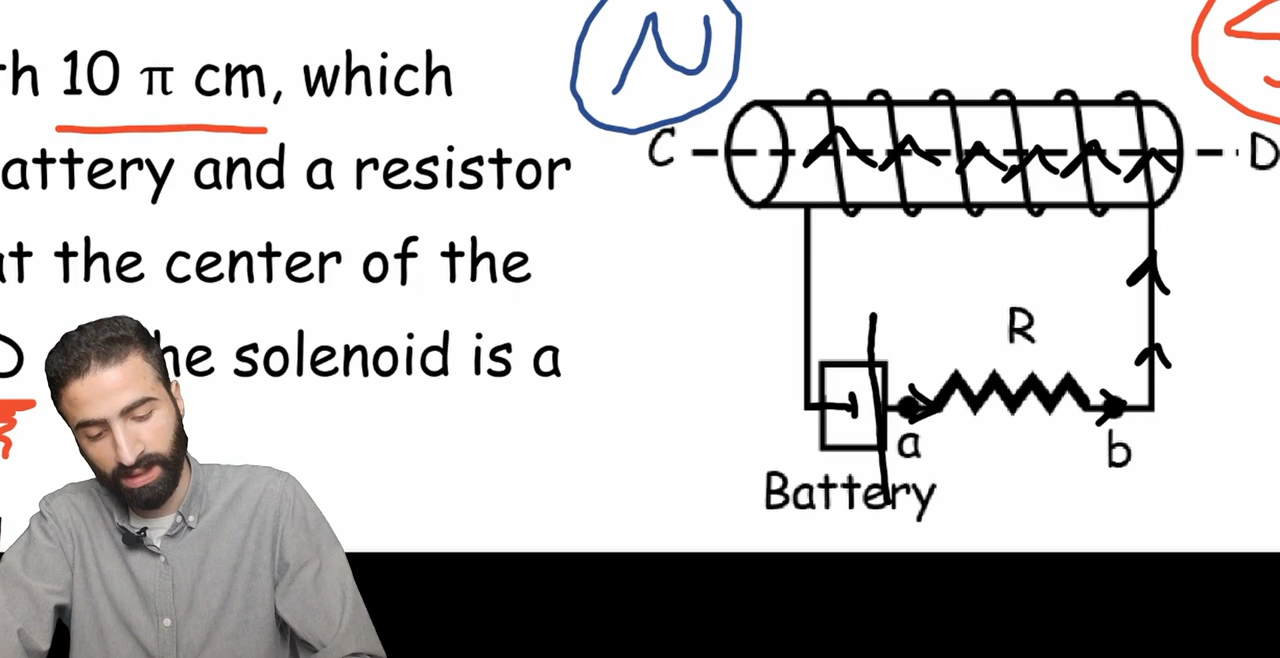 th 10 π cm, which
attery and a resistor
at the center of the
D he solenoid is a
N
C
D
R
a
b
Battery